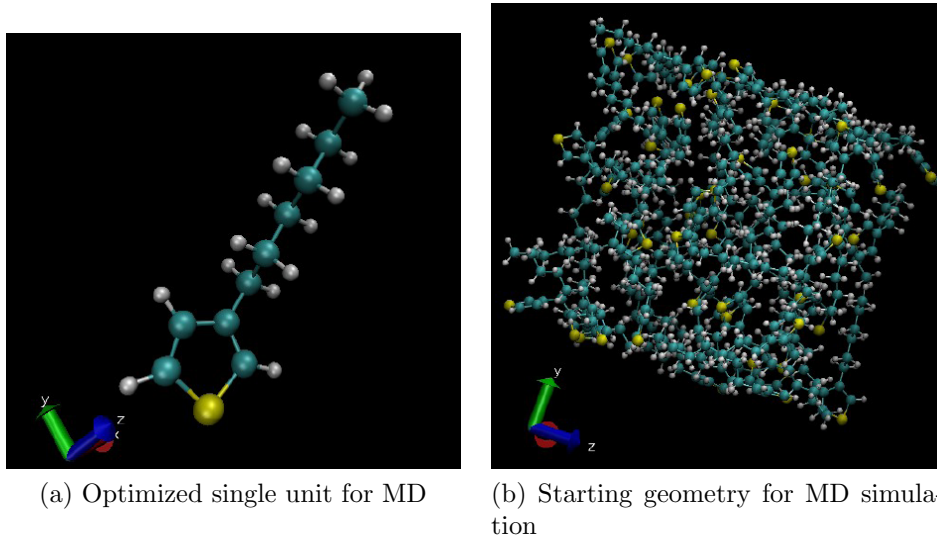 y
z
x
y
z
(a) Optimized single unit for MD
(b) Starting geometry for MD simula-
tion